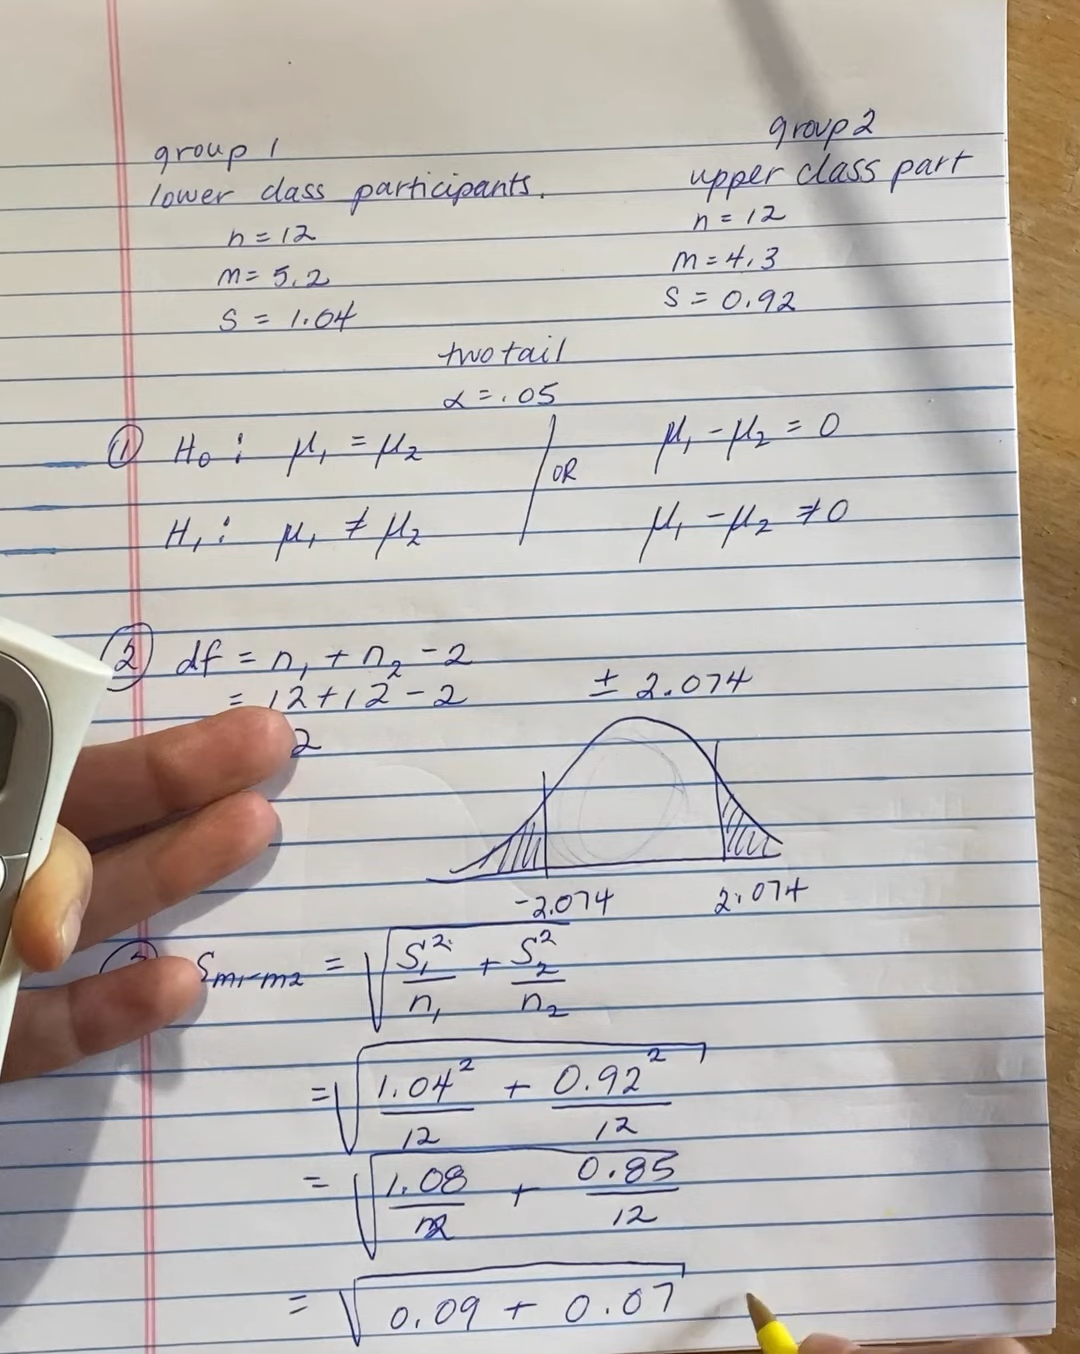 group 1
lower class participants.
n = 12
m = 5.2
S = 1.04
group 2
upper class part
n = 12
m = 4.3
S = 0.92
two tail
α = .05
① H₀ : μ₁ = μ₂
H₁ : μ₁ ≠ μ₂
OR
μ₁ - μ₂ = 0
μ₁ - μ₂ ≠ 0
② df = n₁ + n₂ - 2
= 12 + 12 - 2
2
± 2.074
-2.074 2.074
Sm₁-m₂ = √(S₁²/n₁ + S₂²/n₂)
= √(1.04²/12 + 0.92²/12)
= √(1.08/12 + 0.85/12)
= √(0.09 + 0.07)